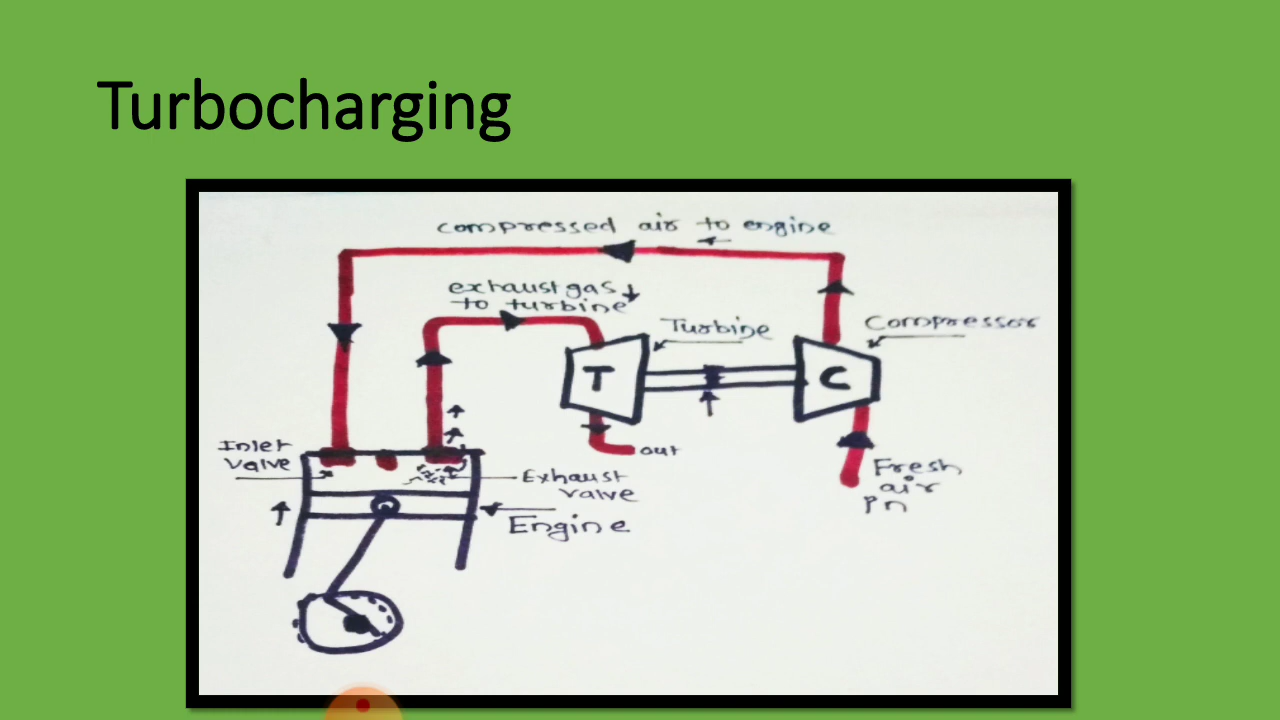 Turbocharging
compressed air to engine
exhaust gas
to turbine
Turbine
Compressor
T
C
out
Inlet
valve
Exhaust
valve
Engine
Fresh
air
in